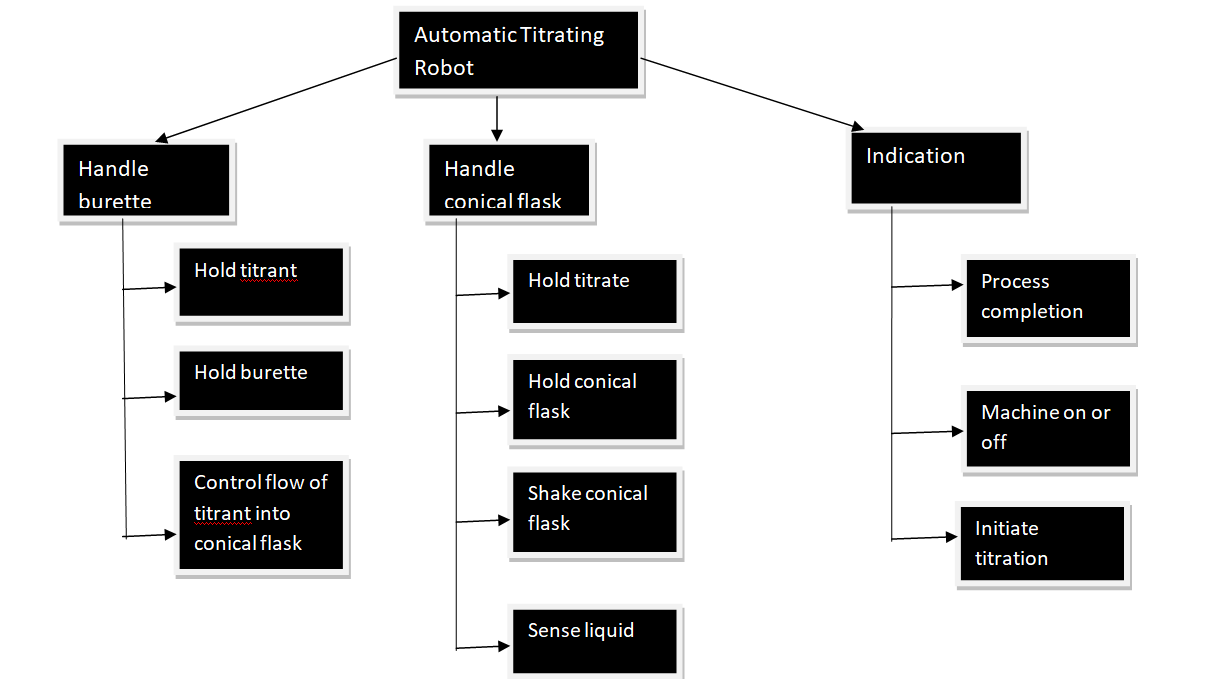 Automatic Titrating
Robot
Handle
burette
Hold titrant
Hold burette
Control flow of
titrant into
conical flask
Handle
conical flask
Hold titrate
Hold conical
flask
Shake conical
flask
Sense liquid
Indication
Process
completion
Machine on or
off
Initiate
titration